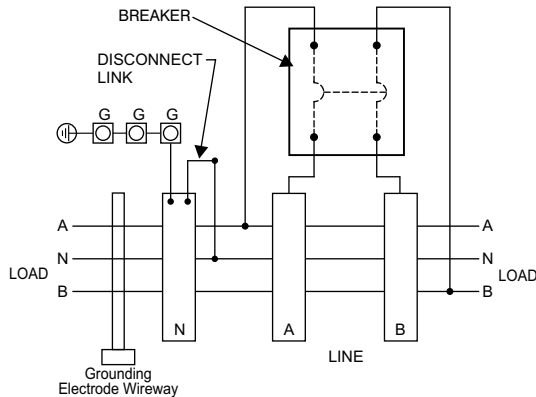 BREAKER
DISCONNECT
LINK
G G G
A A
N N
LOAD LOAD
B B
N A B
LINE
Grounding
Electrode Wireway